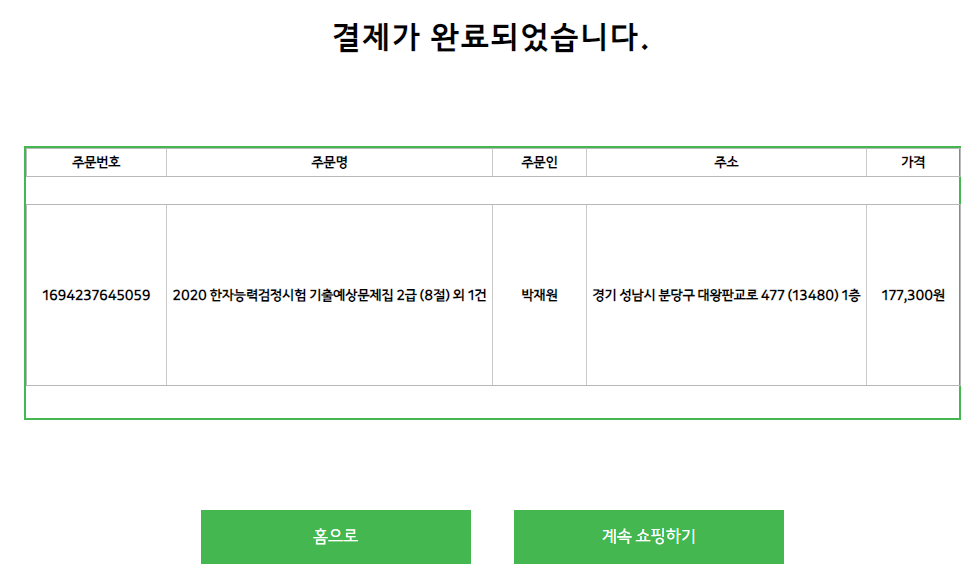 결제가 완료되었습니다.
주문번호 주문명 주문인 주소 가격
1694237645059 2020 한자능력검정시험 기출예상문제집 2급 (8절) 외 1건 박재원 경기 성남시 분당구 대왕판교로 477 (13480) 1층 177,300원
홈으로 계속 쇼핑하기